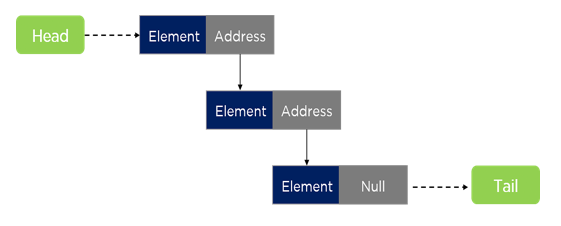 Head
Element Address
Element Address
Element Null
Tail